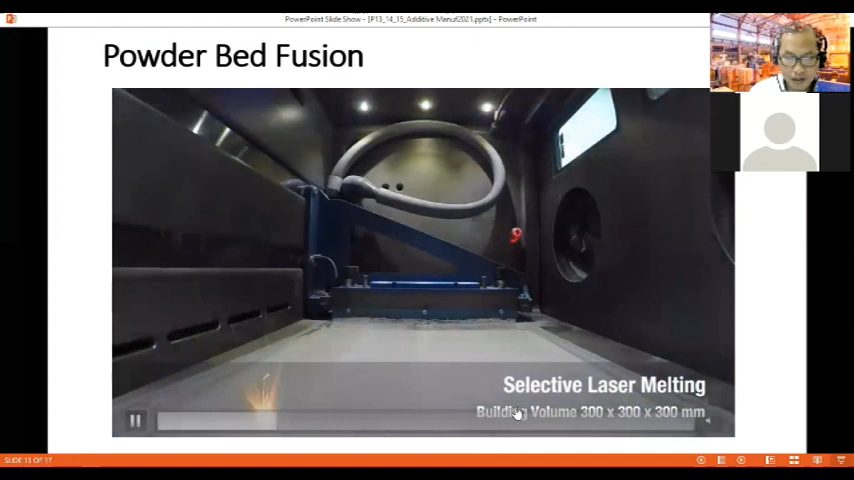 PowerPoint Slide Show - [P13_14_15_Additive Manuf2021.pptx] - PowerPoint
Powder Bed Fusion
Selective Laser Melting
Building Volume 300 x 300 x 300 mm
SLIDE 13 OF 17